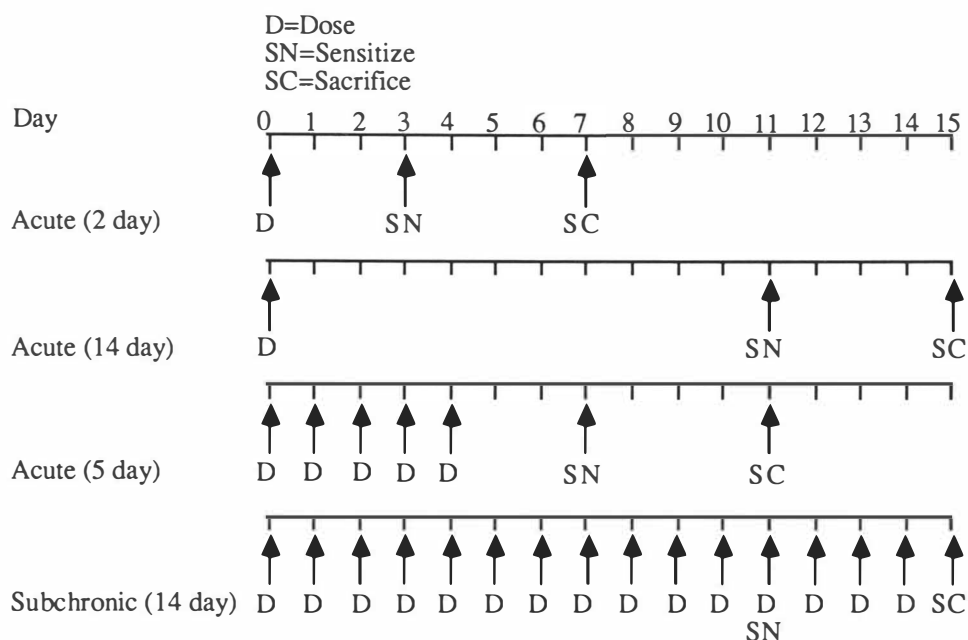 D=Dose
SN=Sensitize
SC=Sacrifice
Day 0 1 2 3 4 5 6 7 8 9 10 11 12 13 14 15
Acute (2 day) D SN SC
Acute (14 day) D SN SC
Acute (5 day) D D D D D SN SC
Subchronic (14 day) D D D D D D D D D D D D D D D SC
SN